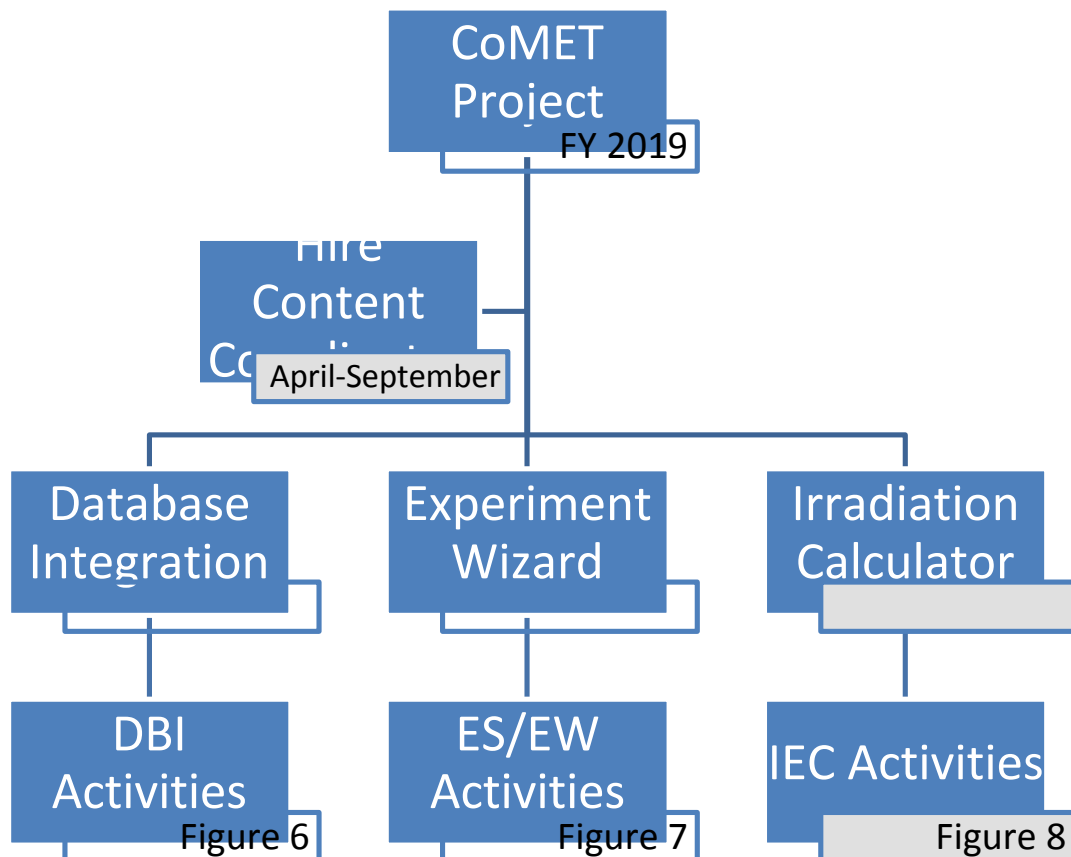 CoMET
Project
FY 2019
Hire
Content
April-September
Database
Integration
Experiment
Wizard
Irradiation
Calculator
DBI
Activities
Figure 6
ES/EW
Activities
Figure 7
IEC Activities
Figure 8